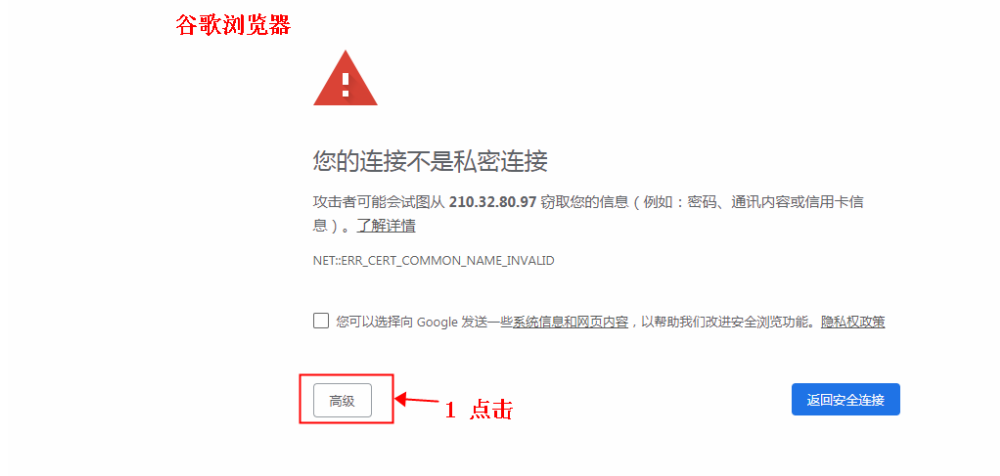 谷歌浏览器
您的连接不是私密连接
攻击者可能会试图从 210.32.80.97 窃取您的信息（例如：密码、通讯内容或信用卡信
息）。了解详情
NET::ERR_CERT_COMMON_NAME_INVALID
您可以选择向 Google 发送一些系统信息和网页内容，以帮助我们改进安全浏览功能。隐私权政策
高级
1 点击
返回安全连接